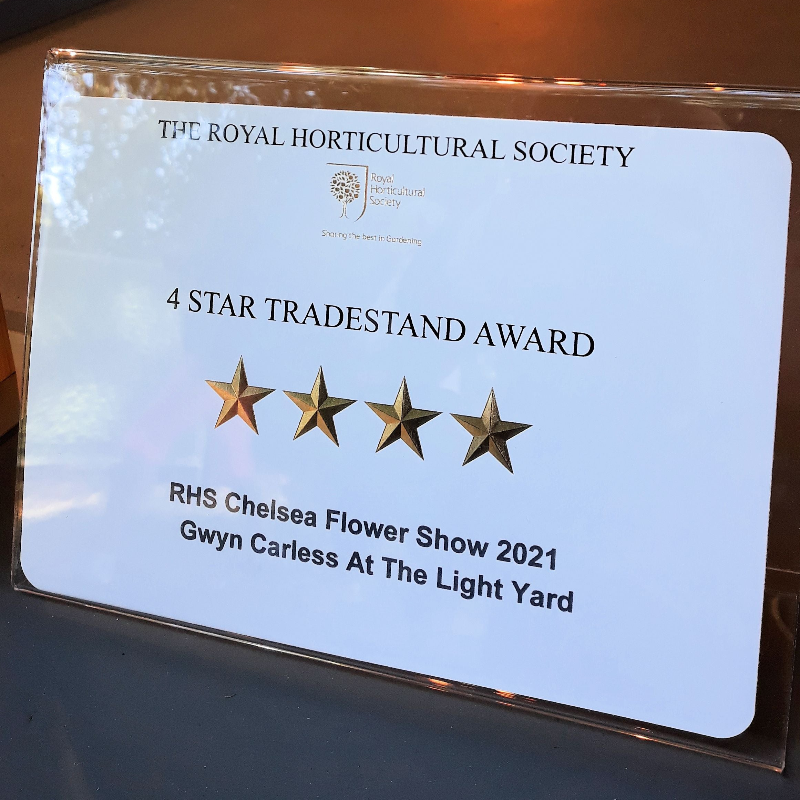 THE ROYAL HORTICULTURAL SOCIETY
Royal
Horticultural
Society
Sharing the best in Gardening
4 STAR TRADESTAND AWARD
RHS Chelsea Flower Show 2021
Gwyn Carless At The Light Yard